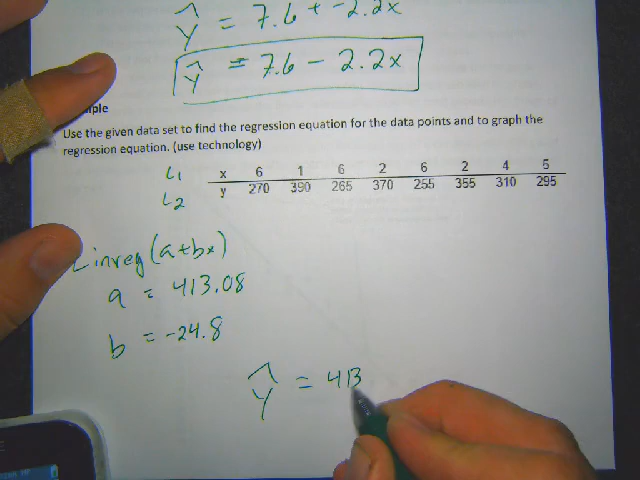 ŷ = 7.6 + -2.2x
ŷ = 7.6 - 2.2x
Use the given data set to find the regression equation for the data points and to graph the
regression equation. (use technology)
L1 x 6 1 6 2 6 2 4 5
L2 y 270 390 265 370 255 355 310 295
Linreg (a+bx)
a = 413.08
b = -24.8
ŷ = 413